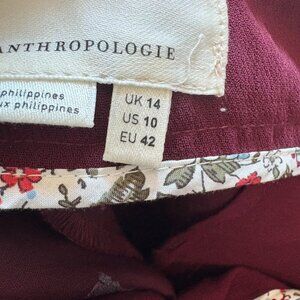 ANTHROPOLOGIE
philippines
ux philippines
UK 14
US 10
EU 42